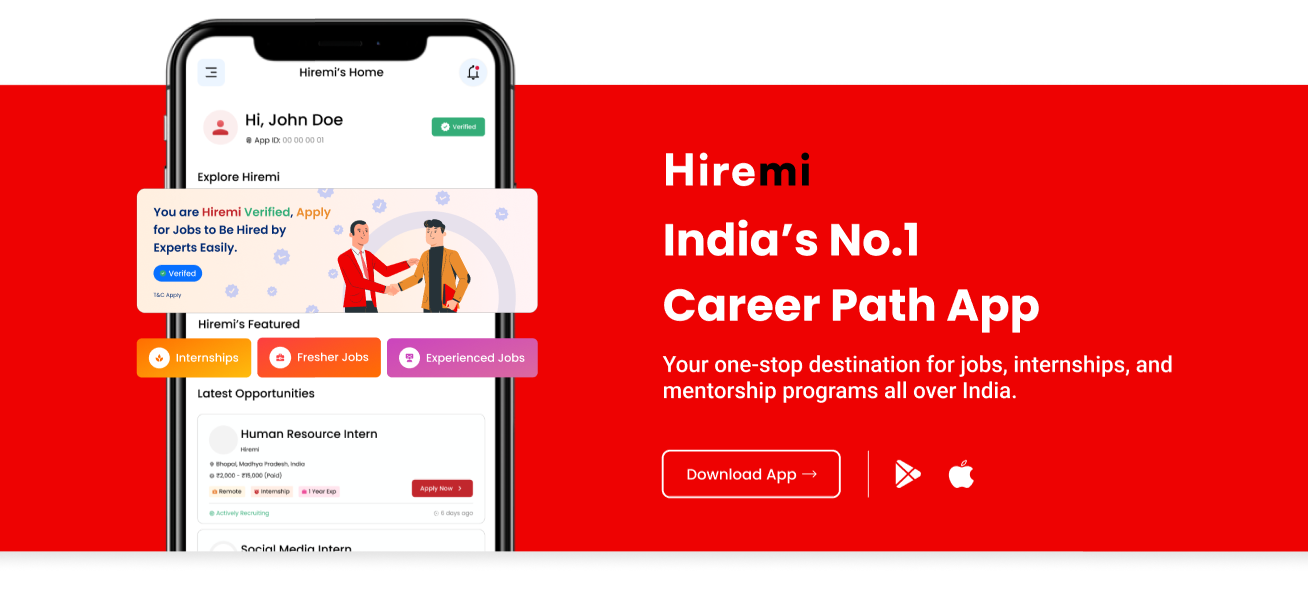 Hiremi's Home
Hi, John Doe
App ID: 00 00 00 01
Verified
Explore Hiremi
You are Hiremi Verified, Apply
for Jobs to Be Hired by
Experts Easily.
Verifed
T&C Apply
Hiremi's Featured
Internships
Fresher Jobs
Experienced Jobs
Latest Opportunities
Human Resource Intern
Hiremi
Bhopal, Madhya Pradesh, India
₹2,000 - ₹15,000 (Paid)
Remote
Internship
1 Year Exp
Apply Now >
Actively Recruiting
6 days ago
Social Media Intern
Hiremi
India's No.1
Career Path App
Your one-stop destination for jobs, internships, and
mentorship programs all over India.
Download App →